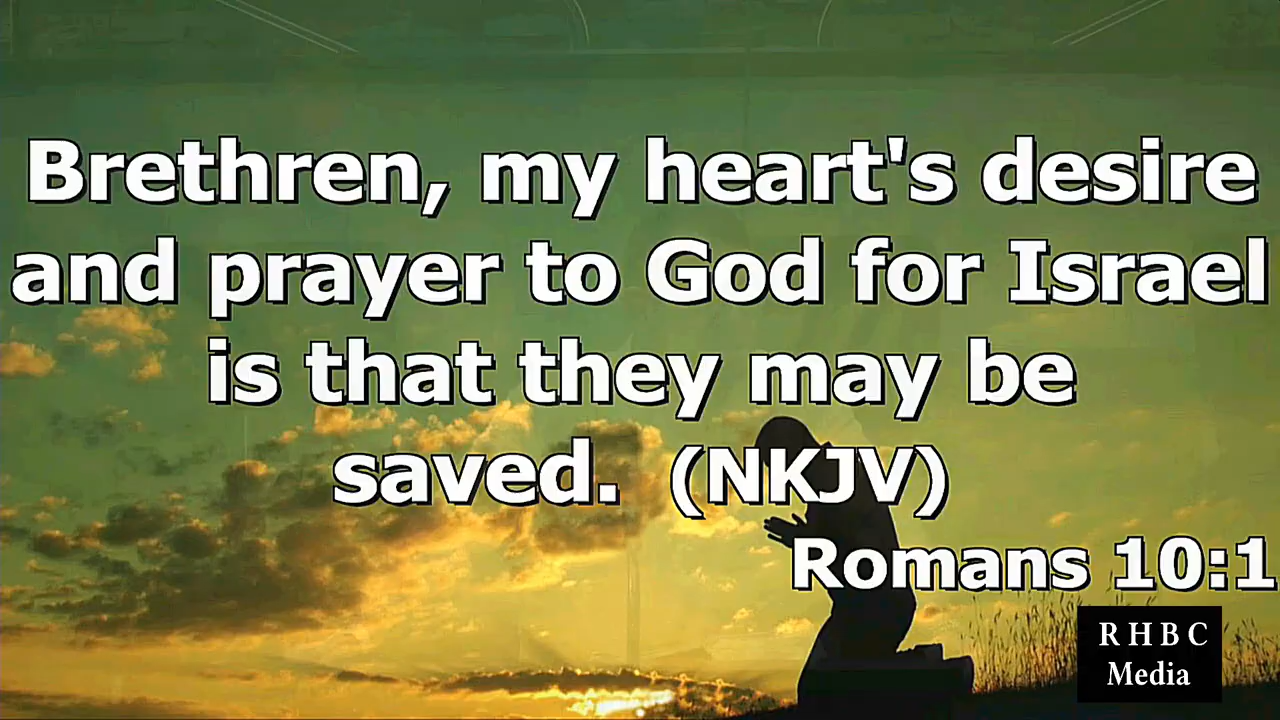 Brethren, my heart's desire
and prayer to God for Israel
is that they may be
saved.  (NKJV)
Romans 10:1
R H B C
Media